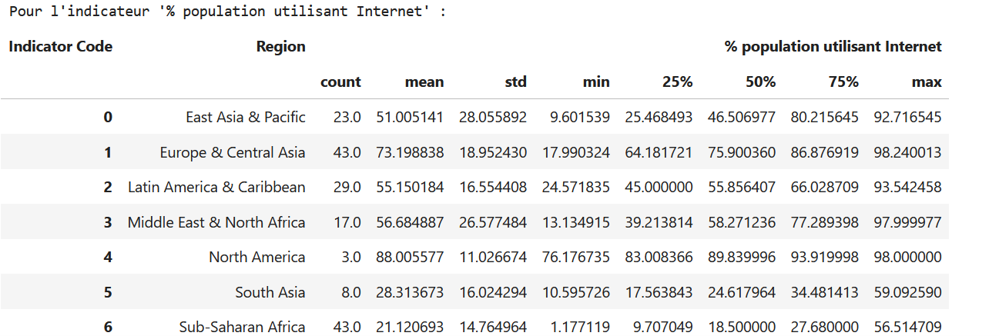 Pour l'indicateur '% population utilisant Internet' :
Indicator Code Region % population utilisant Internet
count mean std min 25% 50% 75% max
0 East Asia & Pacific 23.0 51.005141 28.055892 9.601539 25.468493 46.506977 80.215645 92.716545
1 Europe & Central Asia 43.0 73.198838 18.952430 17.990324 64.181721 75.900360 86.876919 98.240013
2 Latin America & Caribbean 29.0 55.150184 16.554408 24.571835 45.000000 55.856407 66.028709 93.542458
3 Middle East & North Africa 17.0 56.684887 26.577484 13.134915 39.213814 58.271236 77.289398 97.999977
4 North America 3.0 88.005577 11.026674 76.176735 83.008366 89.839996 93.919998 98.000000
5 South Asia 8.0 28.313673 16.024294 10.595726 17.563843 24.617964 34.481413 59.092590
6 Sub-Saharan Africa 43.0 21.120693 14.764964 1.177119 9.707049 18.500000 27.680000 56.514709